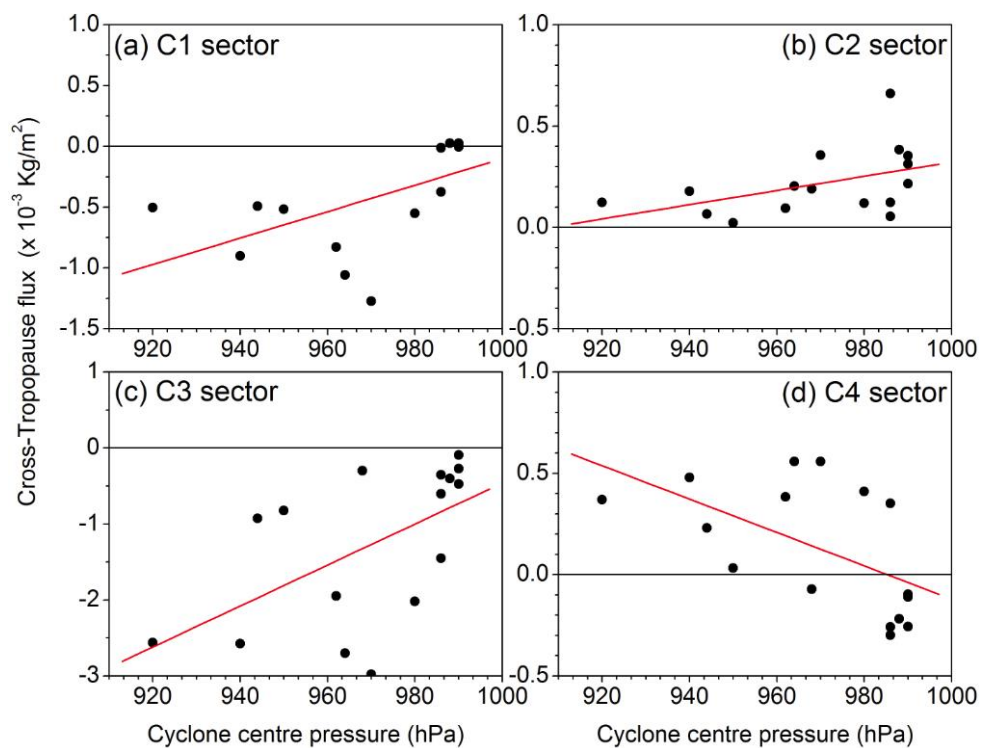 Cross-Tropopause flux (x 10⁻³ Kg/m²)
(a) C1 sector
1.0
0.5
0.0
-0.5
-1.0
-1.5
920 940 960 980 1000
(b) C2 sector
1.0
0.5
0.0
-0.5
920 940 960 980 1000
(c) C3 sector
1
0
-1
-2
-3
920 940 960 980 1000
Cyclone centre pressure (hPa)
(d) C4 sector
1.0
0.5
0.0
-0.5
920 940 960 980 1000
Cyclone centre pressure (hPa)